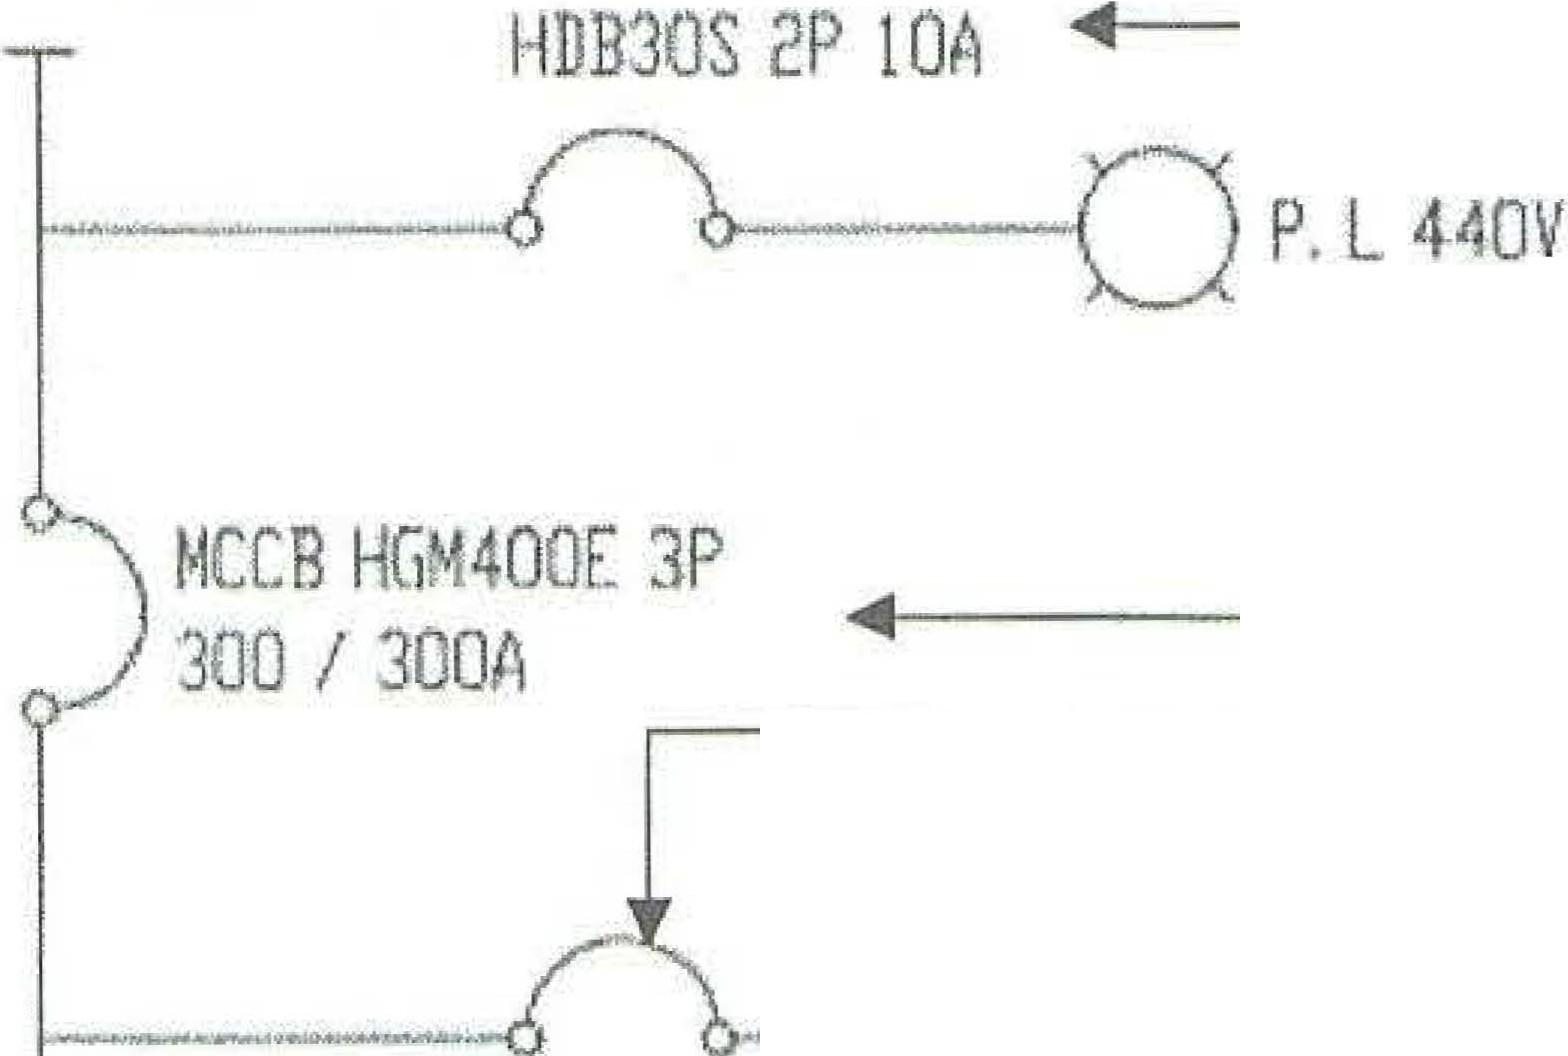 HDB30S 2P 10A
P. L 440V
MCCB HGM400E 3P
300 / 300A